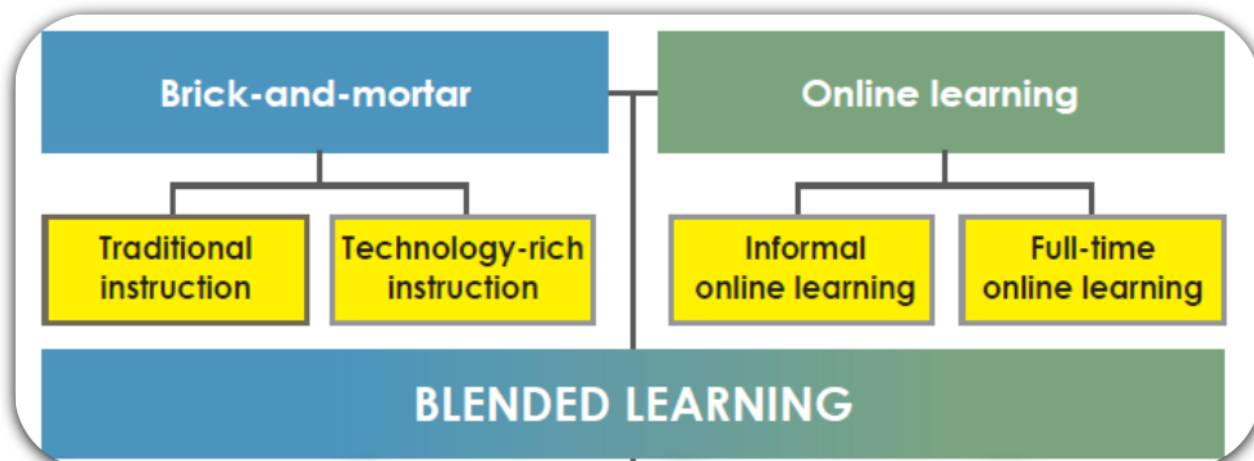 Brick-and-mortar
Online learning
Traditional
instruction
Technology-rich
instruction
Informal
online learning
Full-time
online learning
BLENDED LEARNING